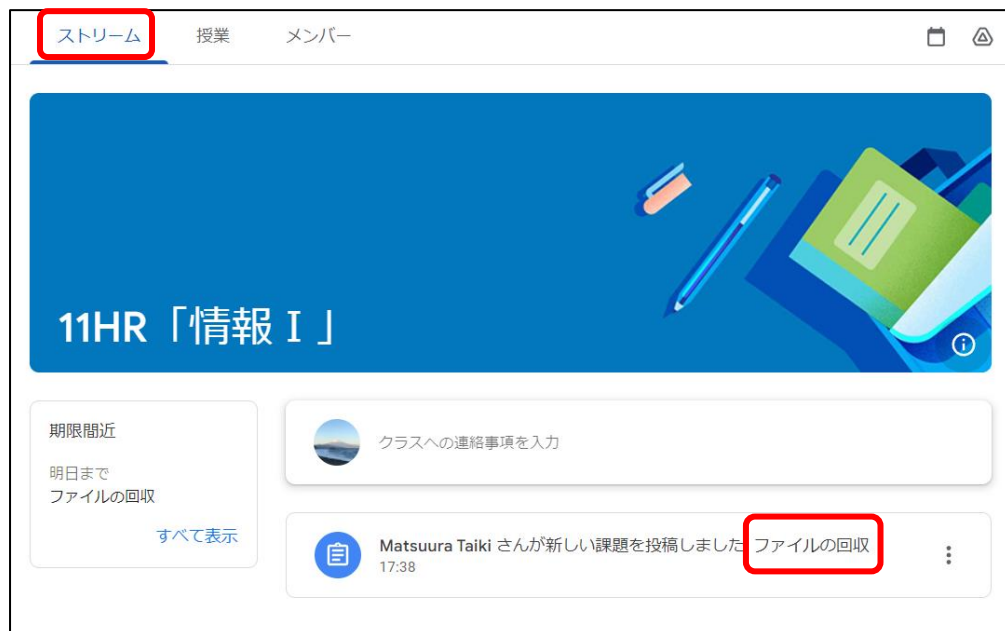 ストリーム 授業 メンバー
11HR「情報Ⅰ」
期限間近
明日まで
ファイルの回収
すべて表示
クラスへの連絡事項を入力
Matsuura Taiki さんが新しい課題を投稿しました ファイルの回収
17:38